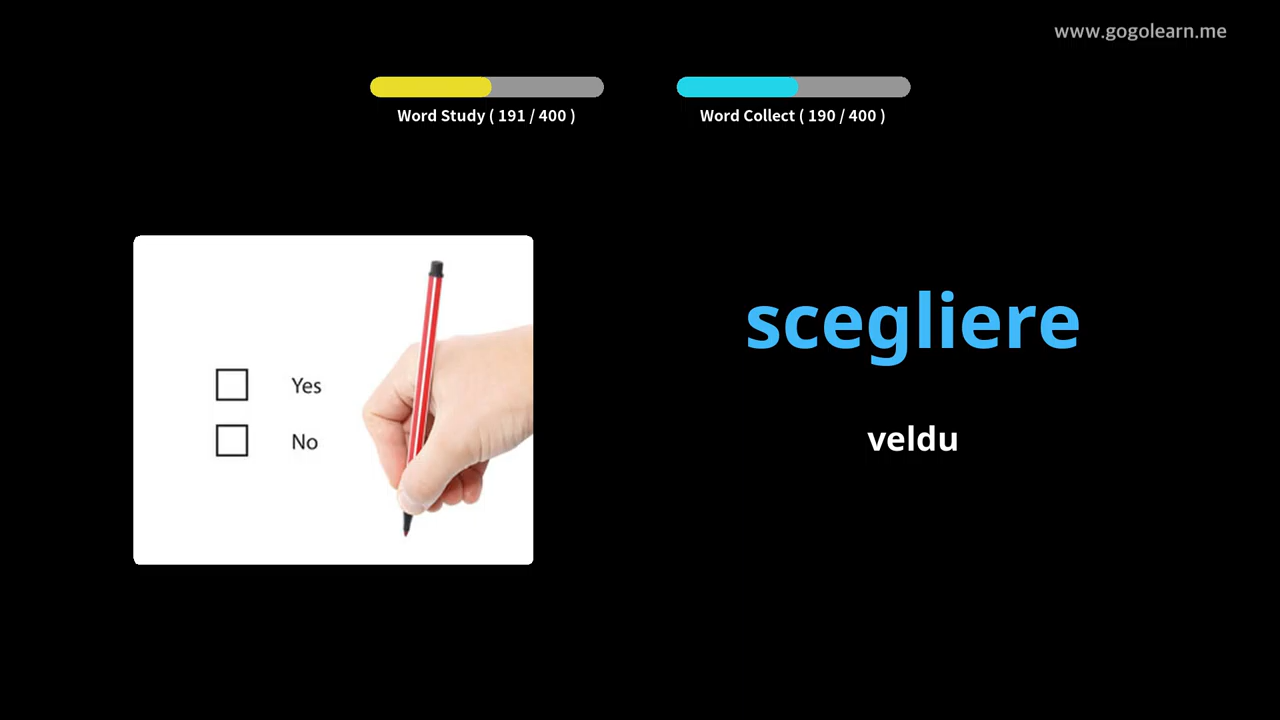 www.gogolearn.me
Word Study ( 191 / 400 )
Word Collect ( 190 / 400 )
Yes
No
scegliere
veldu